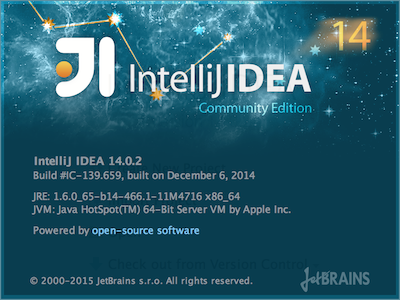 14
JI IntelliJ IDEA
Community Edition
IntelliJ IDEA 14.0.2
Build #IC-139.659, built on December 6, 2014
JRE: 1.6.0_65-b14-466.1-11M4716 x86_64
JVM: Java HotSpot(TM) 64-Bit Server VM by Apple Inc.
Powered by open-source software
Check out from Version Control
© 2000-2015 JetBrains s.r.o. All rights reserved.
JetBRAINS